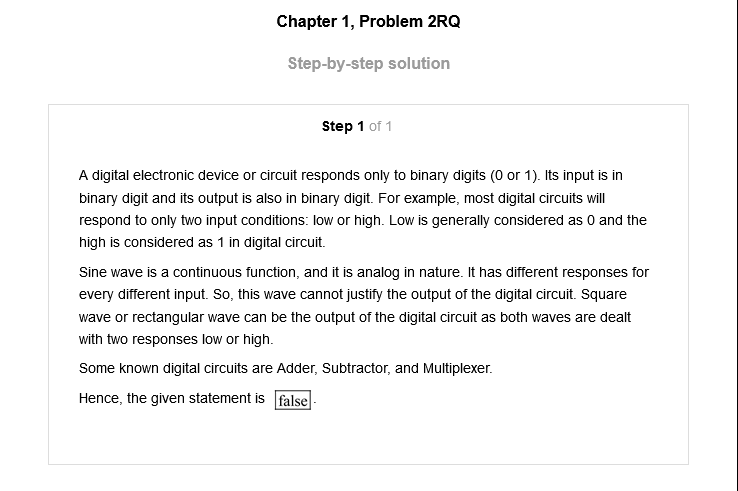 Chapter 1, Problem 2RQ
Step-by-step solution
Step 1 of 1
A digital electronic device or circuit responds only to binary digits (0 or 1). Its input is in
binary digit and its output is also in binary digit. For example, most digital circuits will
respond to only two input conditions: low or high. Low is generally considered as 0 and the
high is considered as 1 in digital circuit.
Sine wave is a continuous function, and it is analog in nature. It has different responses for
every different input. So, this wave cannot justify the output of the digital circuit. Square
wave or rectangular wave can be the output of the digital circuit as both waves are dealt
with two responses low or high.
Some known digital circuits are Adder, Subtractor, and Multiplexer.
Hence, the given statement is false.